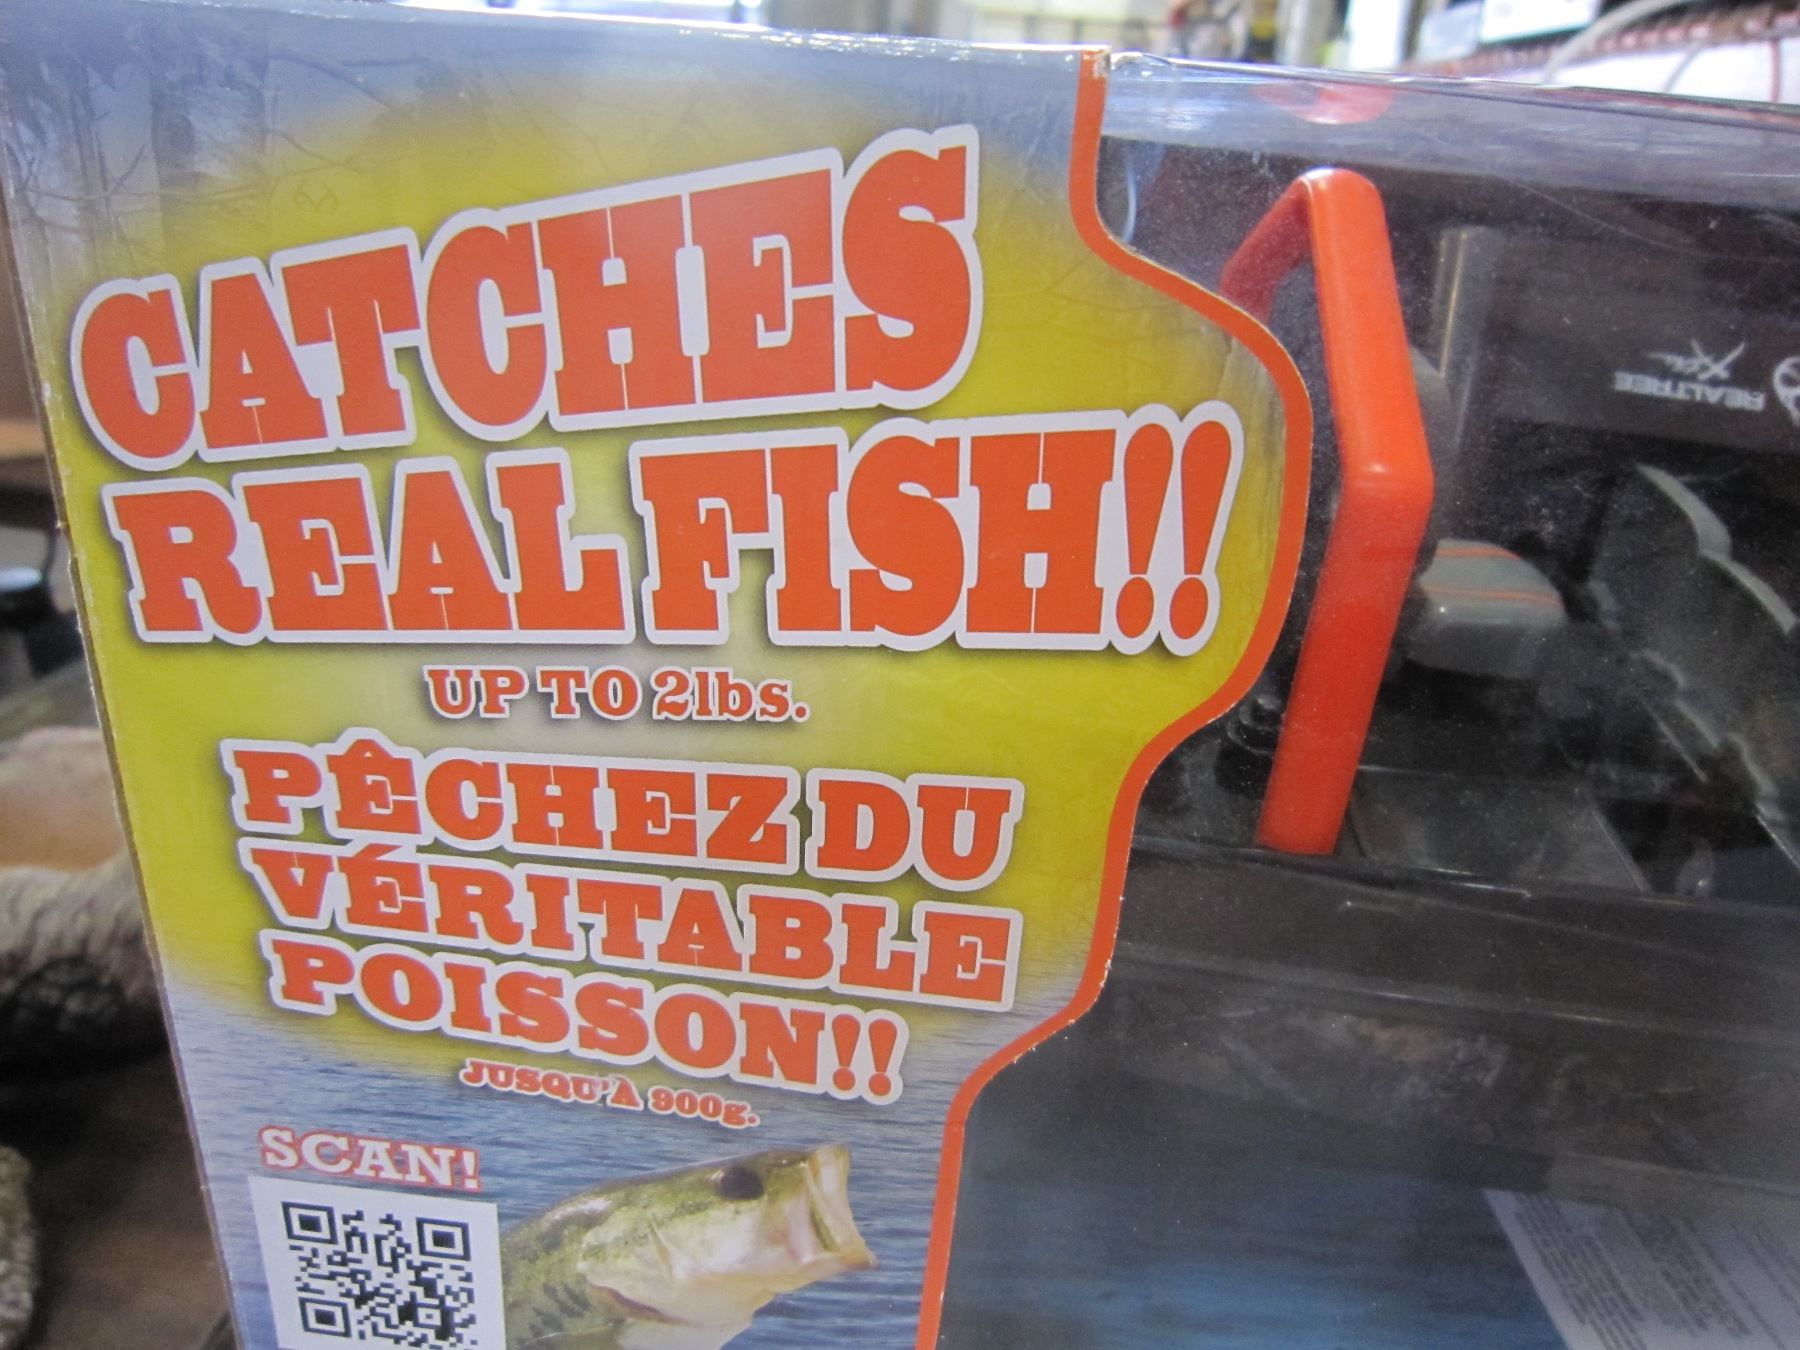 CATCHES
REAL FISH!!
UP TO 2lbs.
PÊCHEZ DU
VÉRITABLE
POISSON!!
JUSQU'À 900g.
SCAN!
REALTREE